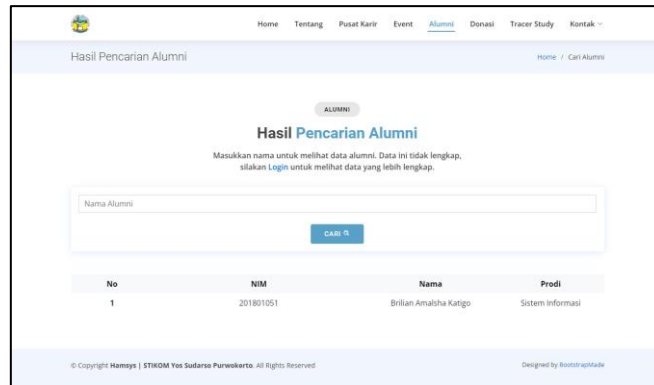 Home Tentang Pusat Karir Event Alumni Donasi Tracer Study Kontak
Hasil Pencarian Alumni
Home / Cari Alumni
ALUMNI
Hasil Pencarian Alumni
Masukkan nama untuk melihat data alumni. Data ini tidak lengkap,
silakan Login untuk melihat data yang lebih lengkap.
Nama Alumni
CARI
No NIM Nama Prodi
1 201801051 Brilian Amalsha Katigo Sistem Informasi
© Copyright Hamsys | STIKOM Yos Sudarso Purwokerto. All Rights Reserved
Designed by BootstrapMade